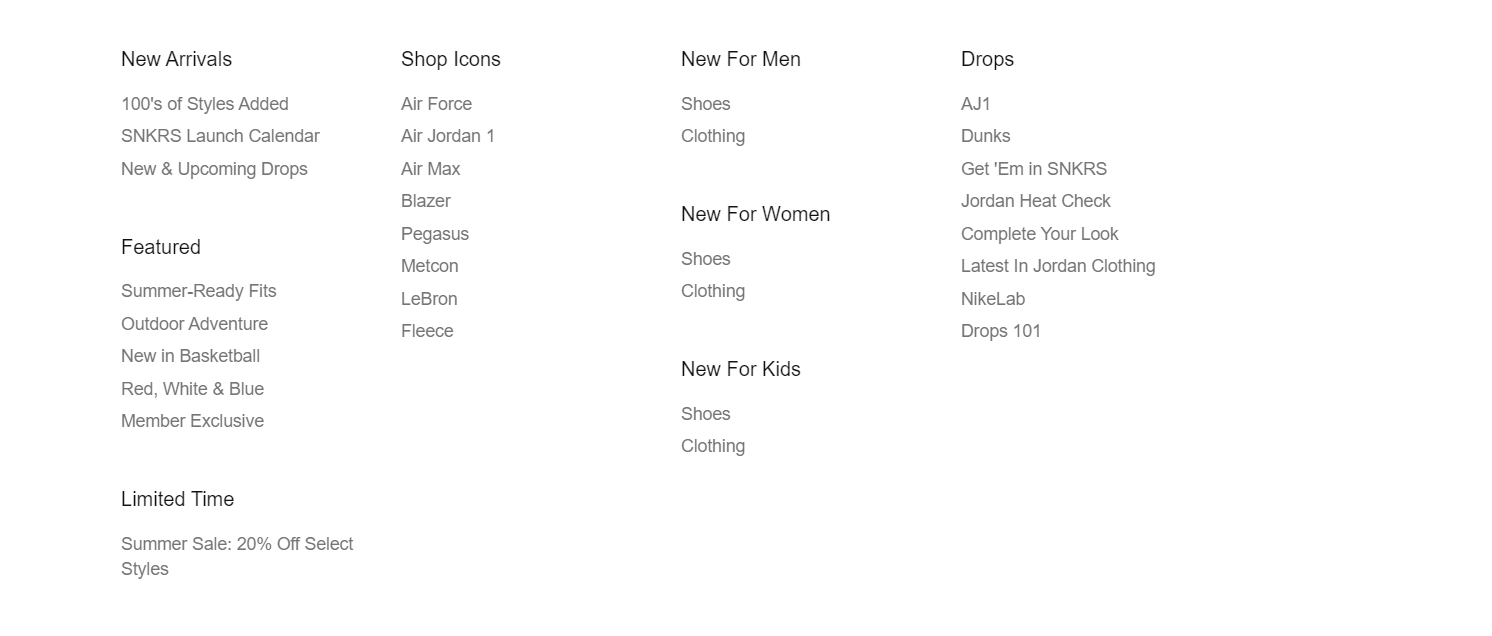 New Arrivals
100's of Styles Added
SNKRS Launch Calendar
New & Upcoming Drops
Featured
Summer-Ready Fits
Outdoor Adventure
New in Basketball
Red, White & Blue
Member Exclusive
Limited Time
Summer Sale: 20% Off Select
Styles
Shop Icons
Air Force
Air Jordan 1
Air Max
Blazer
Pegasus
Metcon
LeBron
Fleece
New For Men
Shoes
Clothing
New For Women
Shoes
Clothing
New For Kids
Shoes
Clothing
Drops
AJ1
Dunks
Get 'Em in SNKRS
Jordan Heat Check
Complete Your Look
Latest In Jordan Clothing
NikeLab
Drops 101